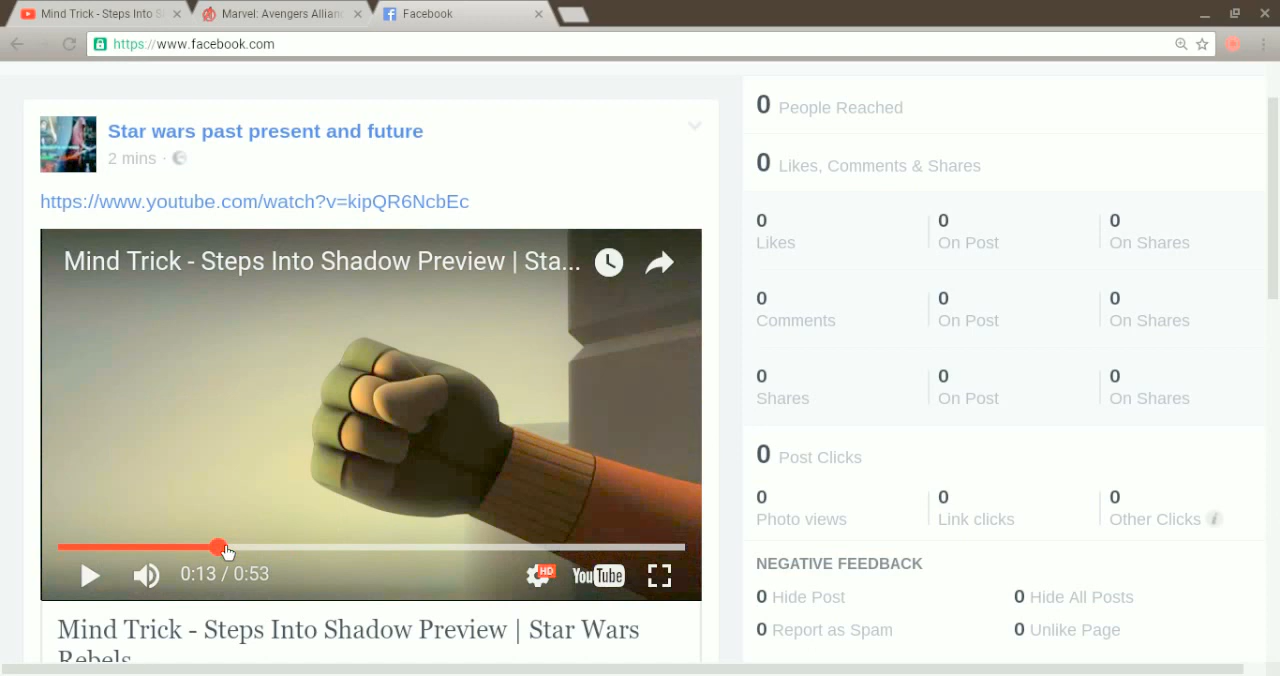 Mind Trick - Steps Into S
Marvel: Avengers Allianc
Facebook
https://www.facebook.com
Star wars past present and future
2 mins ·
https://www.youtube.com/watch?v=kipQR6NcbEc
Mind Trick - Steps Into Shadow Preview | Sta...
0:13 / 0:53
HD
YouTube
Mind Trick - Steps Into Shadow Preview | Star Wars
Rebels
0 People Reached
0 Likes, Comments & Shares
0 0 0
Likes On Post On Shares
0 0 0
Comments On Post On Shares
0 0 0
Shares On Post On Shares
0 Post Clicks
0 0 0
Photo views Link clicks Other Clicks i
NEGATIVE FEEDBACK
0 Hide Post 0 Hide All Posts
0 Report as Spam 0 Unlike Page